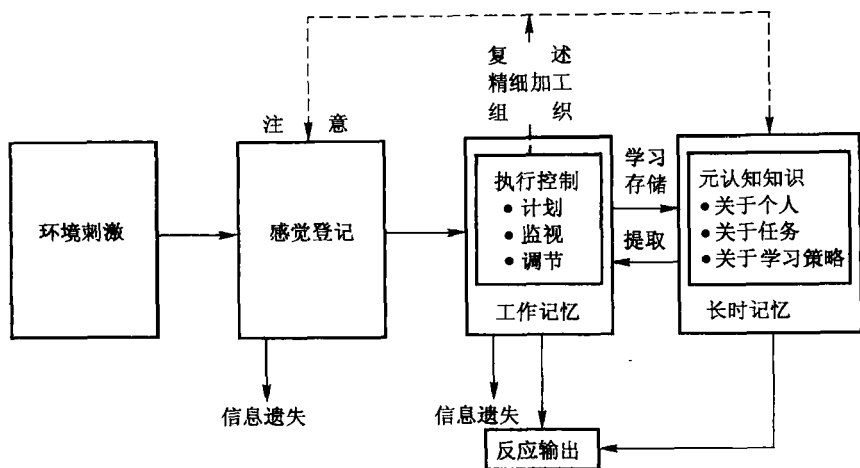 复 述
精细加工
组 织
注 意
环境刺激
感觉登记
执行控制
• 计划
• 监视
• 调节
工作记忆
学习
存储
提取
元认知知识
• 关于个人
• 关于任务
• 关于学习策略
长时记忆
信息遗失
信息遗失
反应输出